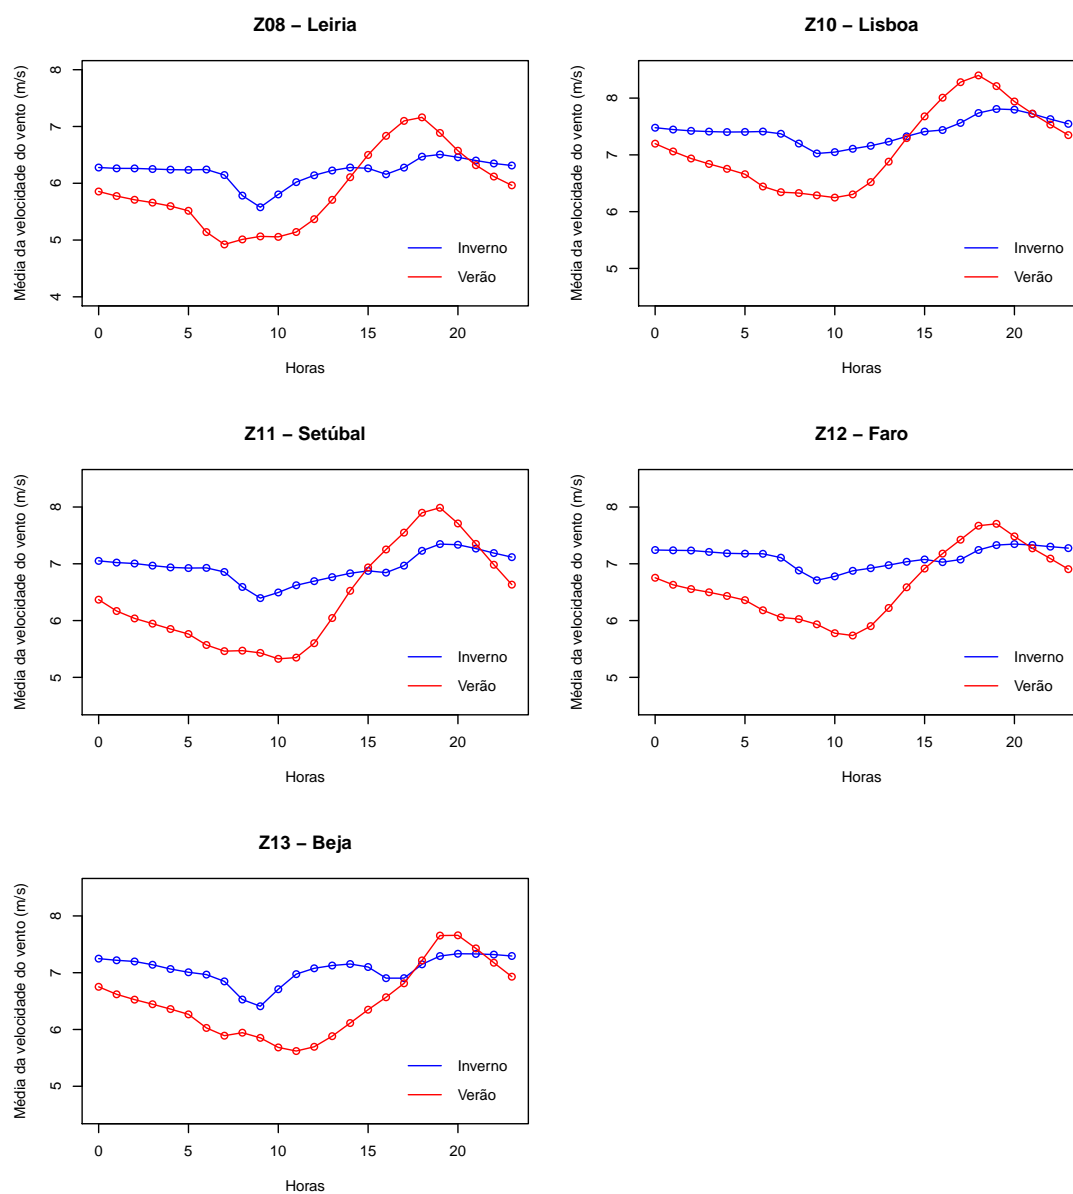 Z08 – Leiria
Média da velocidade do vento (m/s)
8
7
6
5
4
Inverno
Verão
0 5 10 15 20
Horas
Z10 – Lisboa
Média da velocidade do vento (m/s)
8
7
6
5
Inverno
Verão
0 5 10 15 20
Horas
Z11 – Setúbal
Média da velocidade do vento (m/s)
8
7
6
5
Inverno
Verão
0 5 10 15 20
Horas
Z12 – Faro
Média da velocidade do vento (m/s)
8
7
6
5
Inverno
Verão
0 5 10 15 20
Horas
Z13 – Beja
Média da velocidade do vento (m/s)
8
7
6
5
Inverno
Verão
0 5 10 15 20
Horas